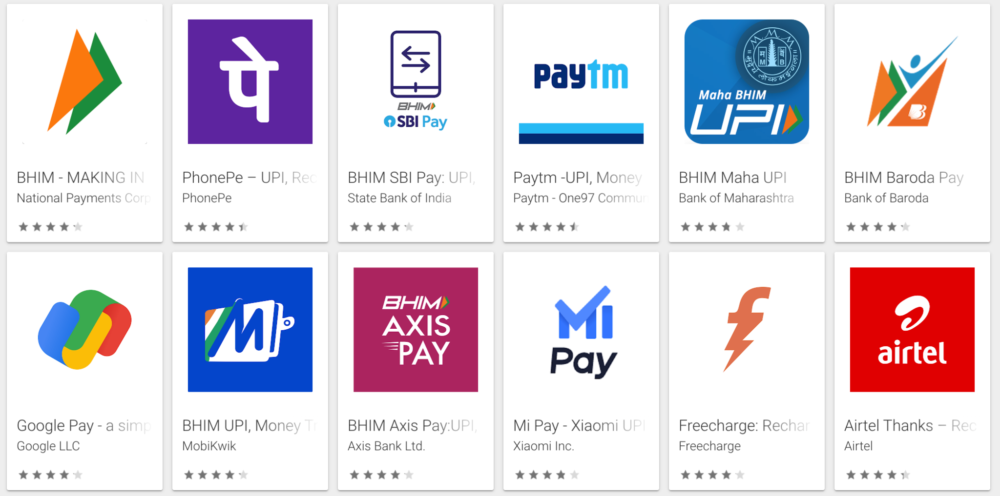 पे
BHIM
SBI Pay
paytm
म
बँ
M
B
Maha BHIM
UPI
B
BHIM - MAKING IN
National Payments Corp
PhonePe – UPI, Rec
PhonePe
BHIM SBI Pay: UPI,
State Bank of India
Paytm -UPI, Money
Paytm - One97 Commun
BHIM Maha UPI
Bank of Maharashtra
BHIM Baroda Pay
Bank of Baroda
M
BHIM
AXIS
PAY
MI
Pay
f
airtel
Google Pay - a simp
Google LLC
BHIM UPI, Money Tr
MobiKwik
BHIM Axis Pay:UPI,
Axis Bank Ltd.
Mi Pay - Xiaomi UPI
Xiaomi Inc.
Freecharge: Rechar
Freecharge
Airtel Thanks – Rec
Airtel